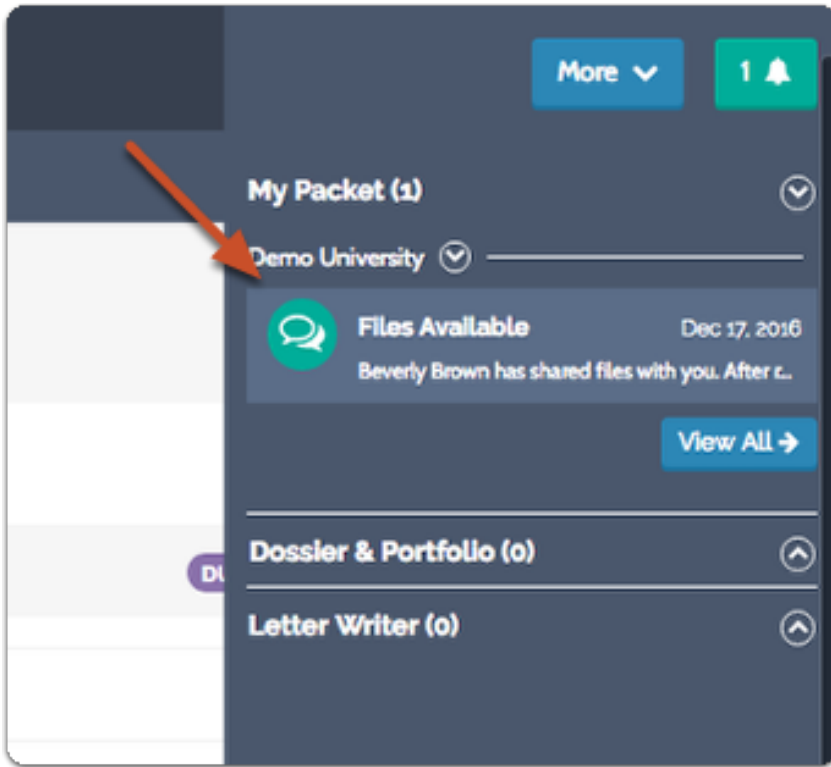 More
1
My Packet (1)
Demo University
Files Available Dec 17, 2016
Beverly Brown has shared files with you. After r...
View All
DU
Dossier & Portfolio (0)
Letter Writer (0)